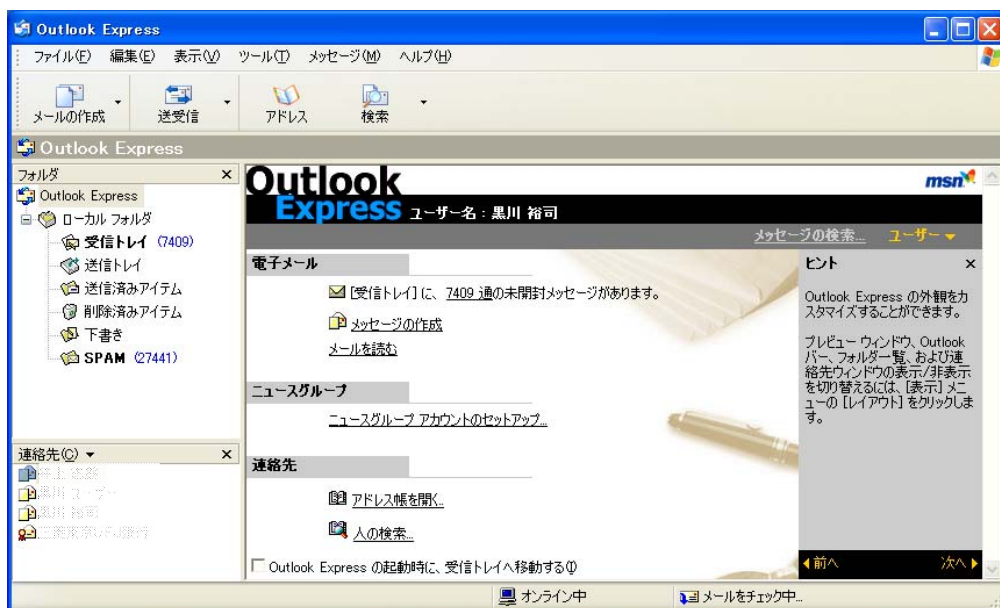 Outlook Express
ファイル(F) 編集(E) 表示(V) ツール(T) メッセージ(M) ヘルプ(H)
メールの作成 送受信 アドレス 検索
Outlook Express
フォルダ ×
Outlook Express
ローカル フォルダ
受信トレイ (7409)
送信トレイ
送信済みアイテム
削除済みアイテム
下書き
SPAM (27441)
連絡先(C) ×
Outlook
Express ユーザー名 : 黒川 裕司
msn
メッセージの検索... ユーザー
電子メール
[受信トレイ] に、 7409 通の未開封メッセージがあります。
メッセージの作成
メールを読む
ニュースグループ
ニュースグループ アカウントのセットアップ...
連絡先
アドレス帳を開く...
人の検索...
Outlook Express の起動時に、受信トレイへ移動する(I)
ヒント ×
Outlook Express の外観をカ
スタマイズすることができます。
プレビュー ウィンドウ、Outlook
バー、フォルダ一覧、および連
絡先ウィンドウの表示/非表示
を切り替えるには、[表示] メニ
ューの [レイアウト] をクリックしま
す。
前へ 次へ
オンライン中 メールをチェック中...